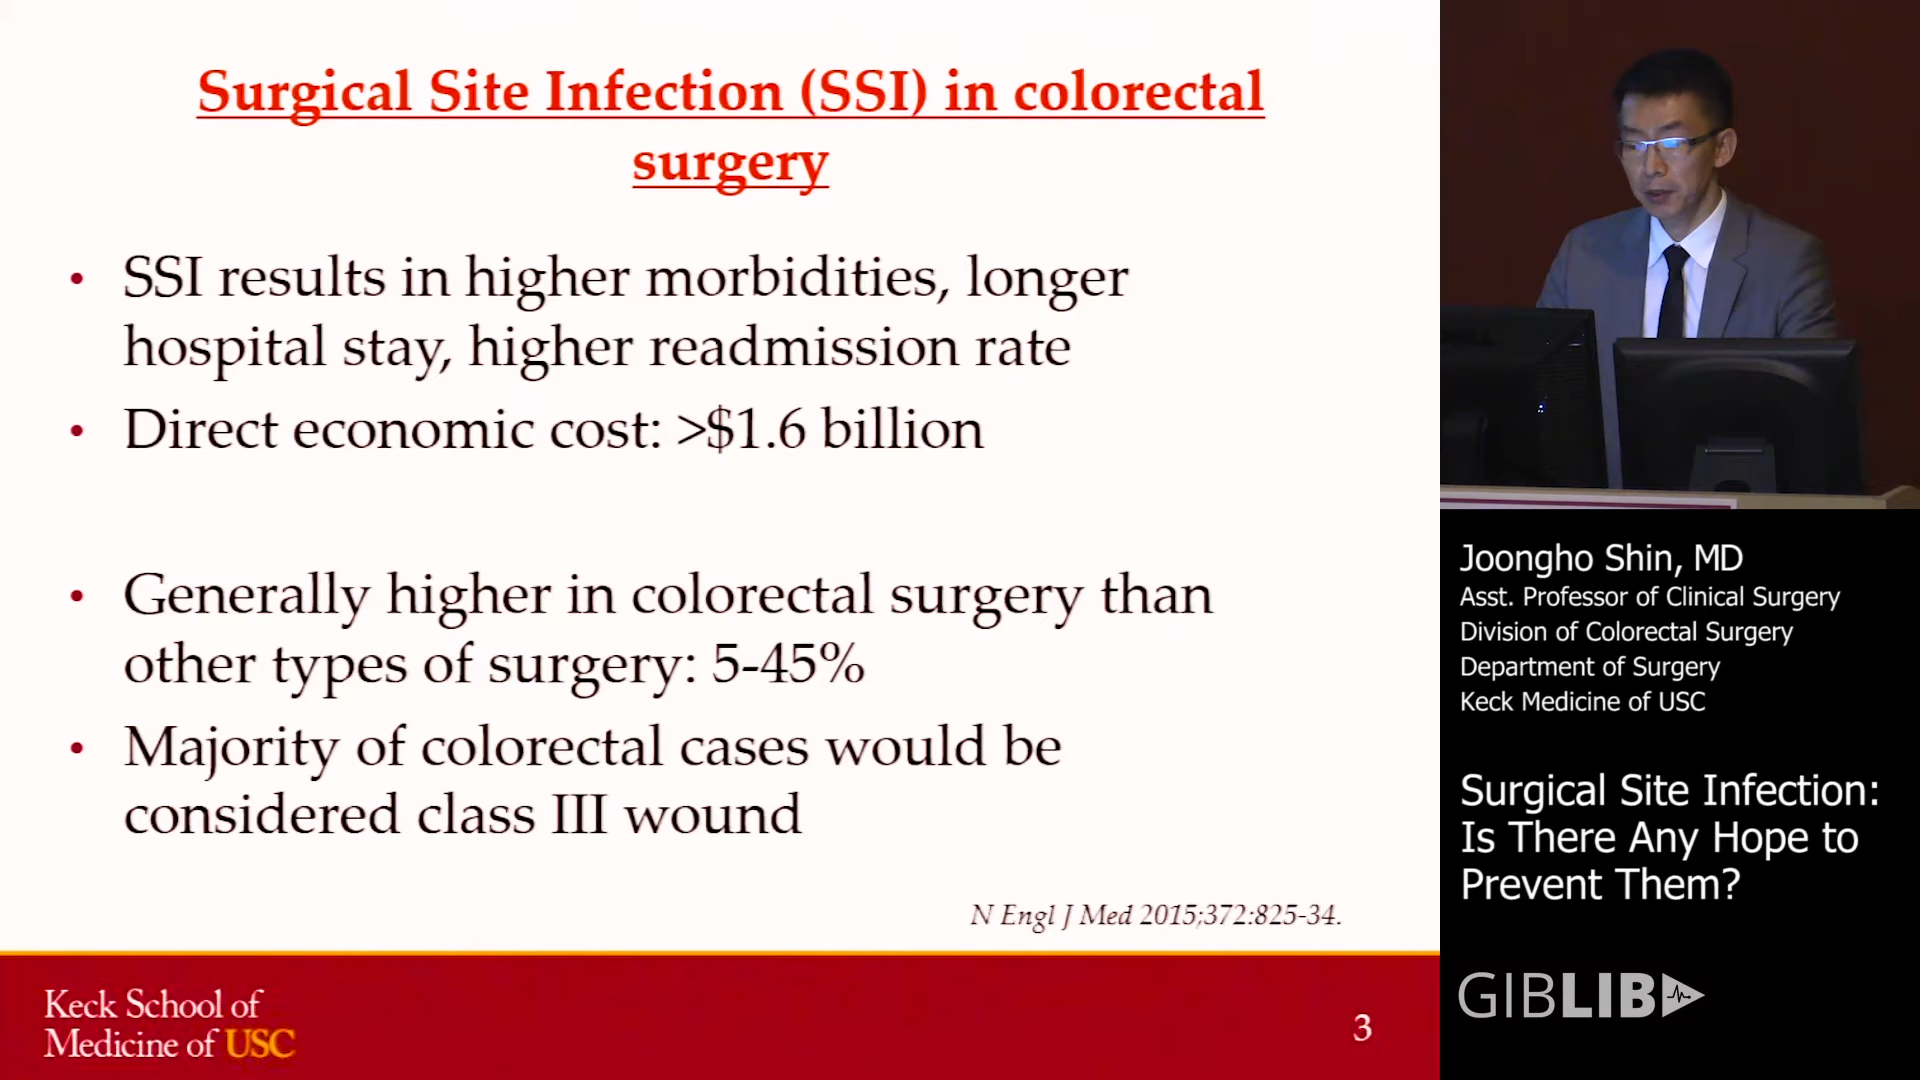 Surgical Site Infection (SSI) in colorectal
surgery
• SSI results in higher morbidities, longer
hospital stay, higher readmission rate
• Direct economic cost: >$1.6 billion
• Generally higher in colorectal surgery than
other types of surgery: 5-45%
• Majority of colorectal cases would be
considered class III wound
N Engl J Med 2015;372:825-34.
Keck School of
Medicine of USC
3
Joongho Shin, MD
Asst. Professor of Clinical Surgery
Division of Colorectal Surgery
Department of Surgery
Keck Medicine of USC
Surgical Site Infection:
Is There Any Hope to
Prevent Them?
GIBLIB